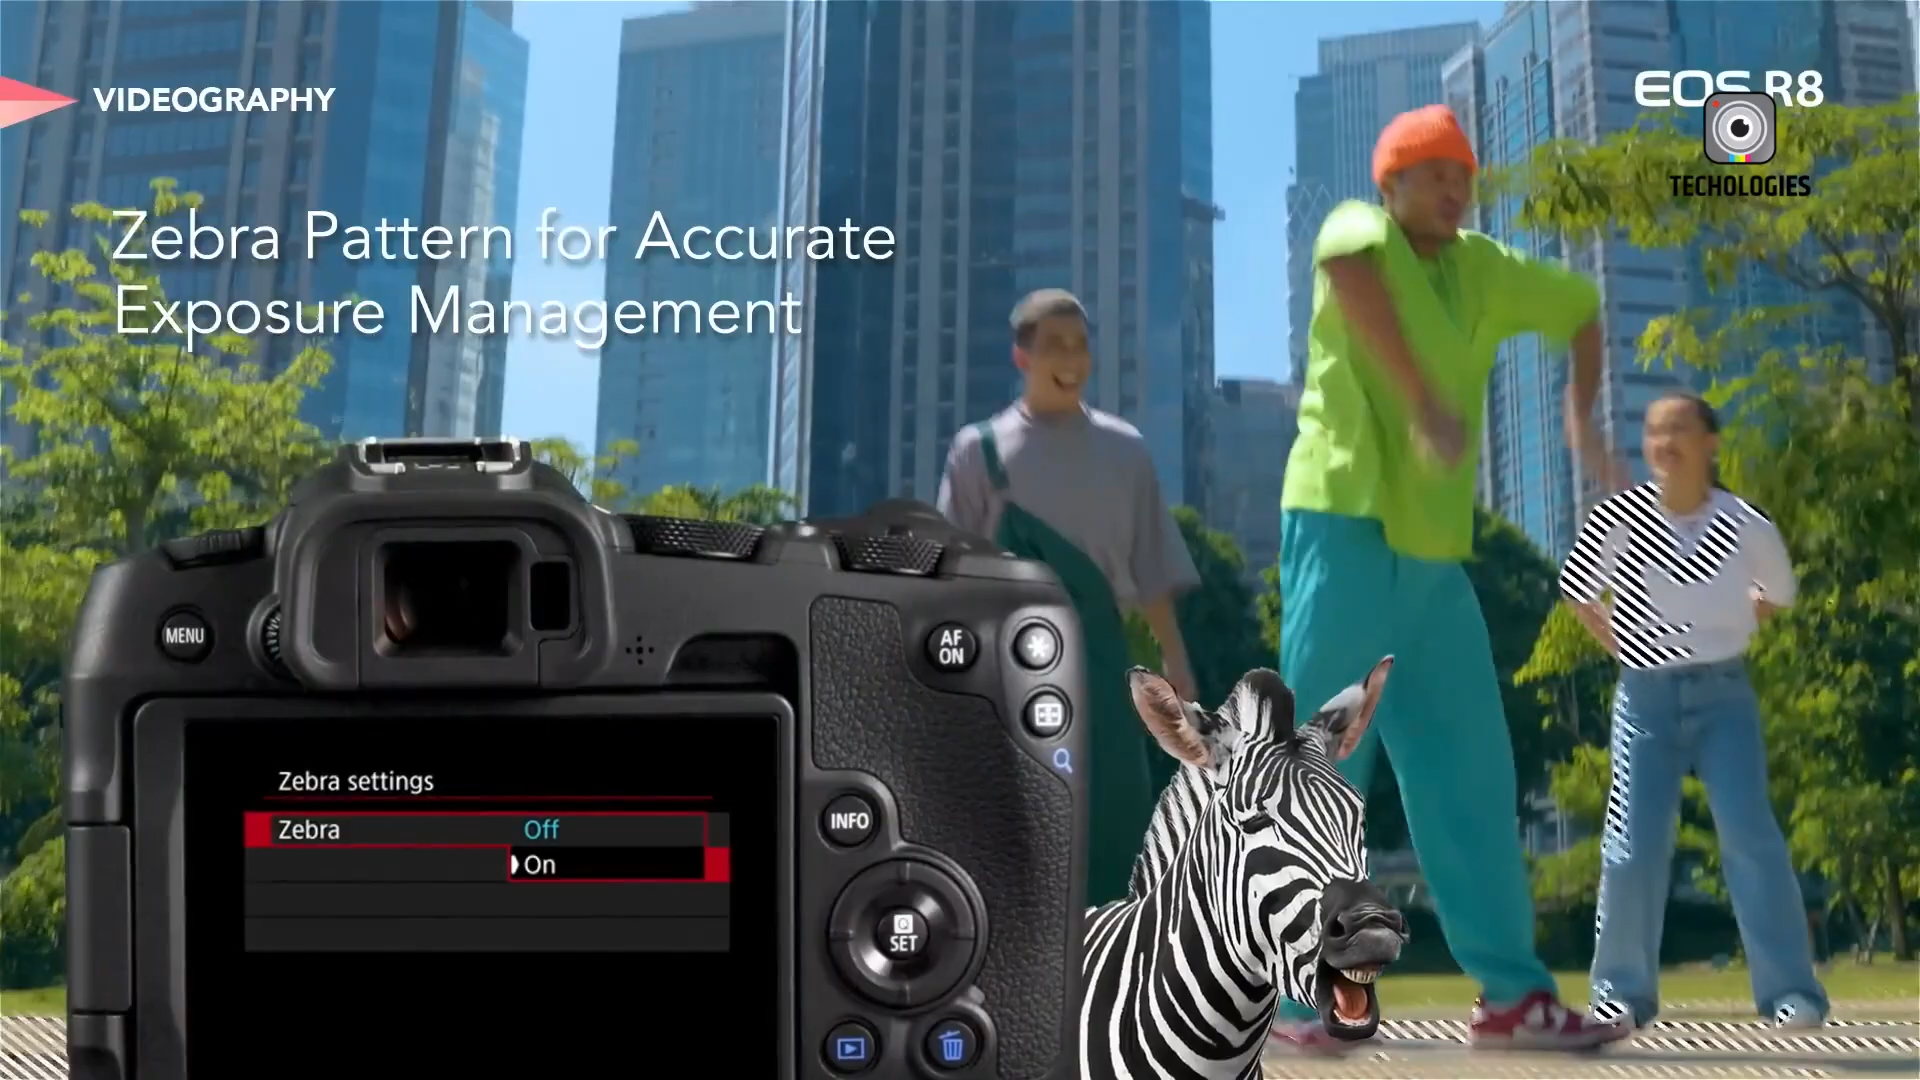 VIDEOGRAPHY
EOS R8
TECHOLOGIES
Zebra Pattern for Accurate
Exposure Management
MENU
AF
ON
INFO
Q
SET
Zebra settings
Zebra Off
On